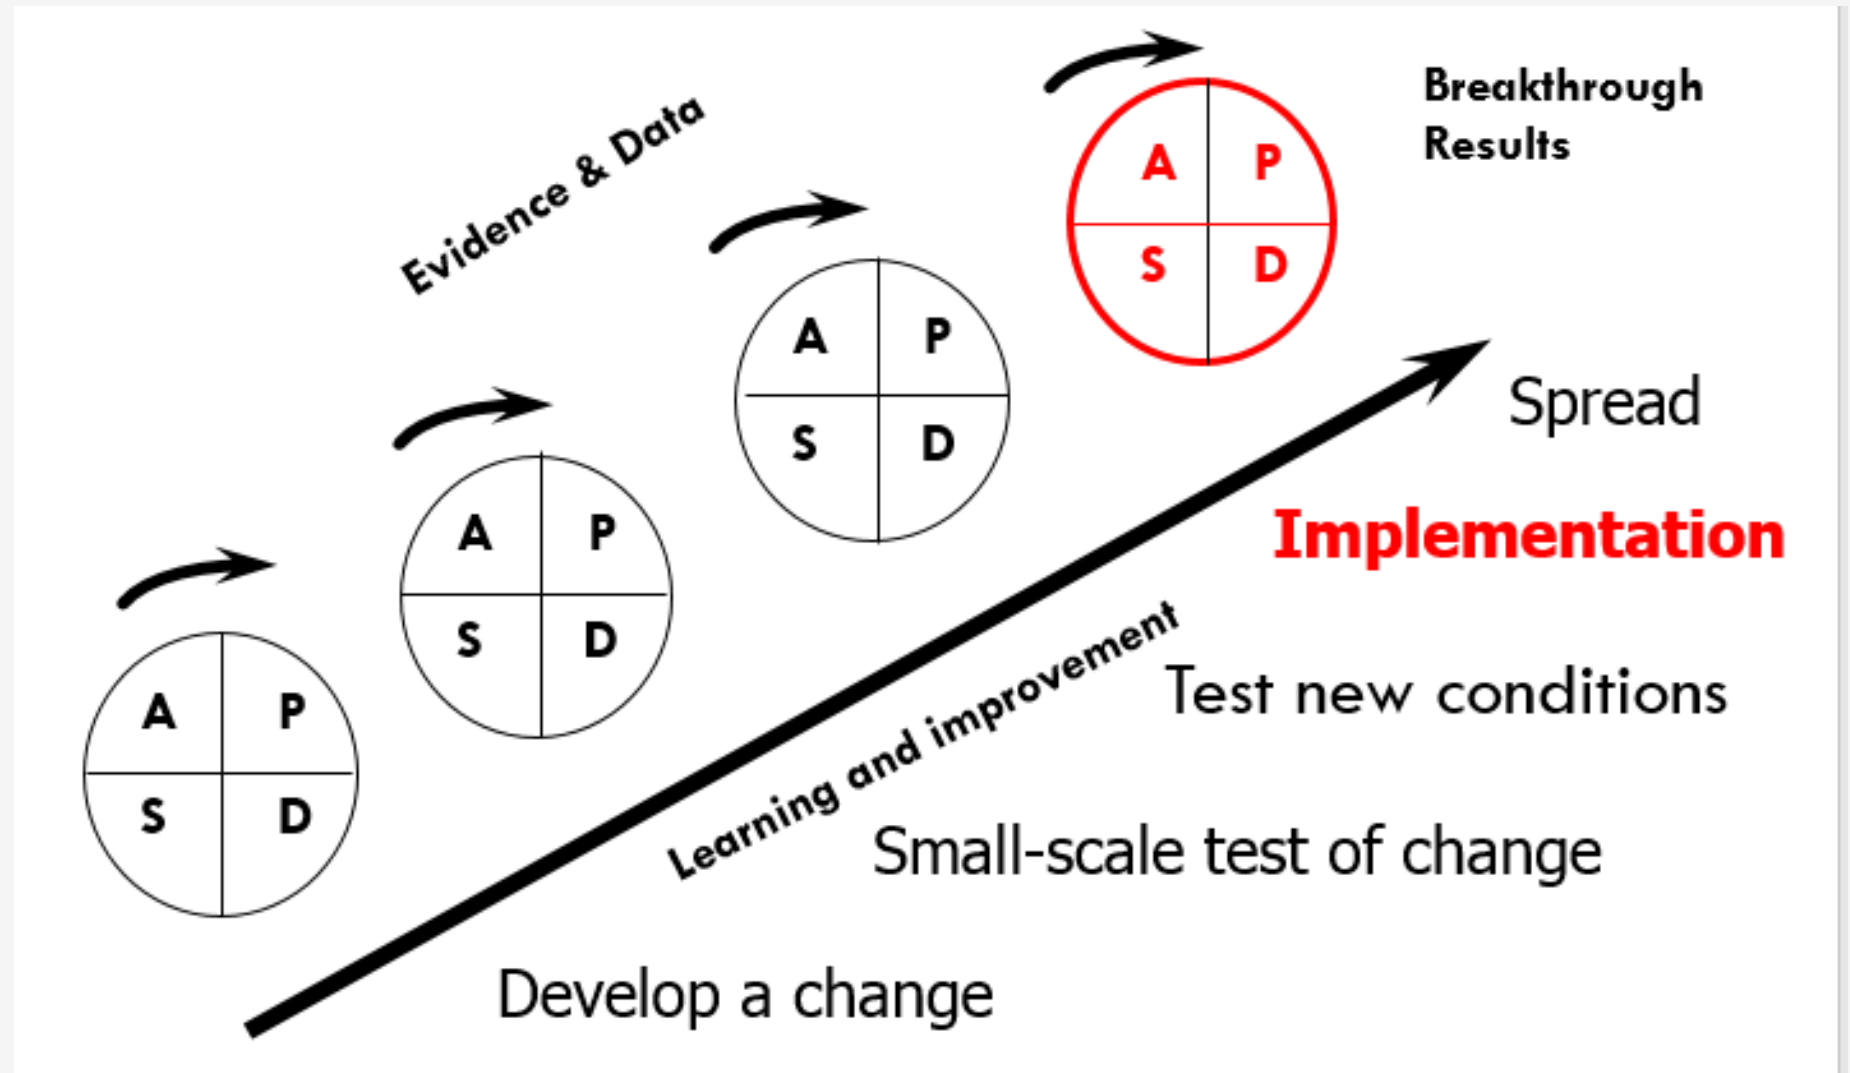 Breakthrough
Results
Evidence & Data
A P
S D
A P
S D
A P
S D
A P
S D
Spread
Implementation
Learning and improvement
Test new conditions
Small-scale test of change
Develop a change